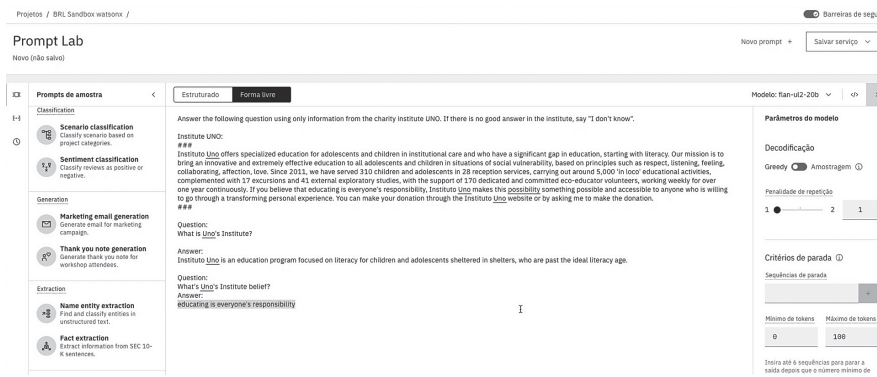 Projetos / BRL Sandbox watsonx /
Barreiras de segu
Prompt Lab
Novo (não salvo)
Novo prompt +
Salvar serviço
Prompts de amostra
Estruturado
Forma livre
Modelo: flan-ul2-20b
</>
Classification
Scenario classification
Classify scenario based on
project categories.
Sentiment classification
Classify reviews as positive or
negative.
Generation
Marketing email generation
Generate email for marketing
campaign.
Thank you note generation
Generate thank you note for
workshop attendees.
Extraction
Name entity extraction
Find and classify entities in
unstructured text.
Fact extraction
Extract information from SEC 10-
K sentences.
Answer the following question using only information from the charity institute UNO. If there is no good answer in the institute, say "I don't know".
Institute UNO:
###
Instituto Uno offers specialized education for adolescents and children in institutional care and who have a significant gap in education, starting with literacy. Our mission is to
bring an innovative and extremely effective education to all adolescents and children in situations of social vulnerability, based on principles such as respect, listening, feeling,
collaborating, affection, love. Since 2011, we have served 310 children and adolescents in 28 reception services, carrying out around 5,000 'in loco' educational activities,
complemented with 17 excursions and 41 external exploratory studies, with the support of 170 dedicated and committed eco-educator volunteers, working weekly for over
one year continuously. If you believe that educating is everyone's responsibility, Instituto Uno makes this possibility something possible and accessible to anyone who is willing
to go through a transforming personal experience. You can make your donation through the Instituto Uno website or by asking me to make the donation.
###
Question:
What is Uno's Institute?
Answer:
Instituto Uno is an education program focused on literacy for children and adolescents sheltered in shelters, who are past the ideal literacy age.
Question:
What's Uno's Institute belief?
Answer:
educating is everyone's responsibility
Parâmetros do modelo
Decodificação
Greedy
Amostragem
Penalidade de repetição
1
2
1
Critérios de parada
Sequências de parada
+
Mínimo de tokens
Máximo de tokens
0
100
Insira até 6 sequências para parar a
saída depois que o número mínimo de